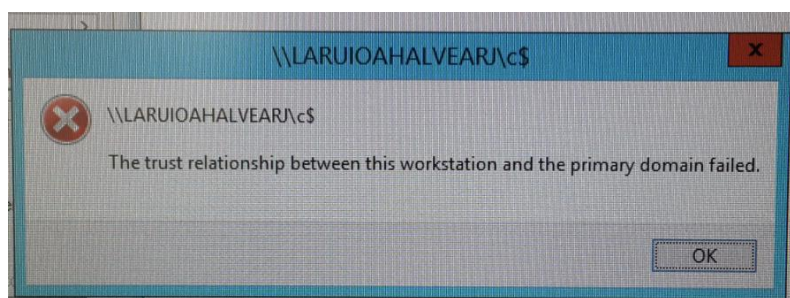 \\LARUIOAHALVEARJ\c$
x
\\LARUIOAHALVEARJ\c$
The trust relationship between this workstation and the primary domain failed.
OK